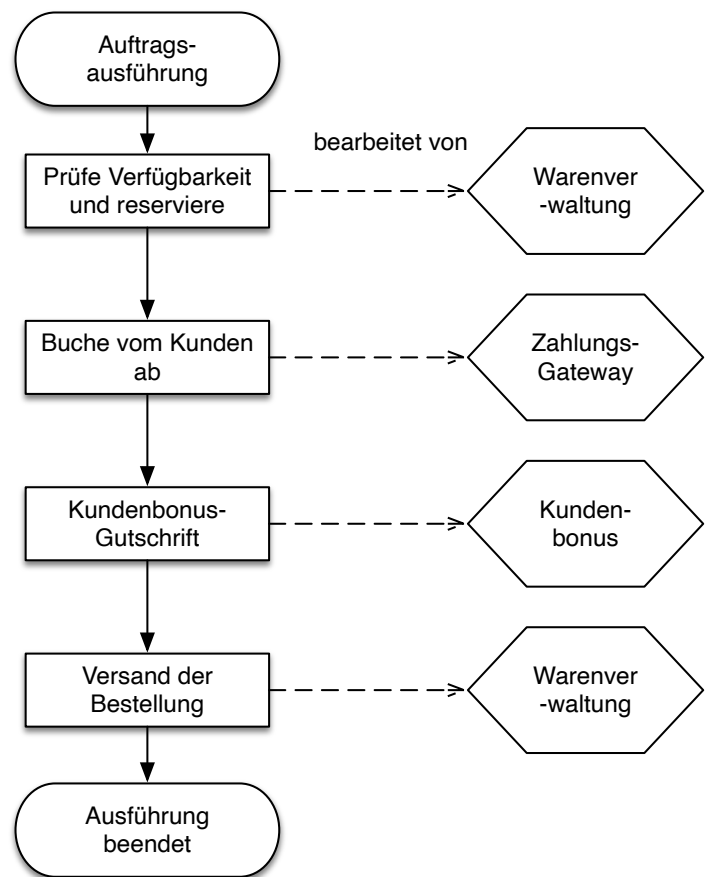 Auftrags-
ausführung
bearbeitet von
Prüfe Verfügbarkeit
und reserviere
Warenver
-waltung
Buche vom Kunden
ab
Zahlungs-
Gateway
Kundenbonus-
Gutschrift
Kunden-
bonus
Versand der
Bestellung
Warenver
-waltung
Ausführung
beendet